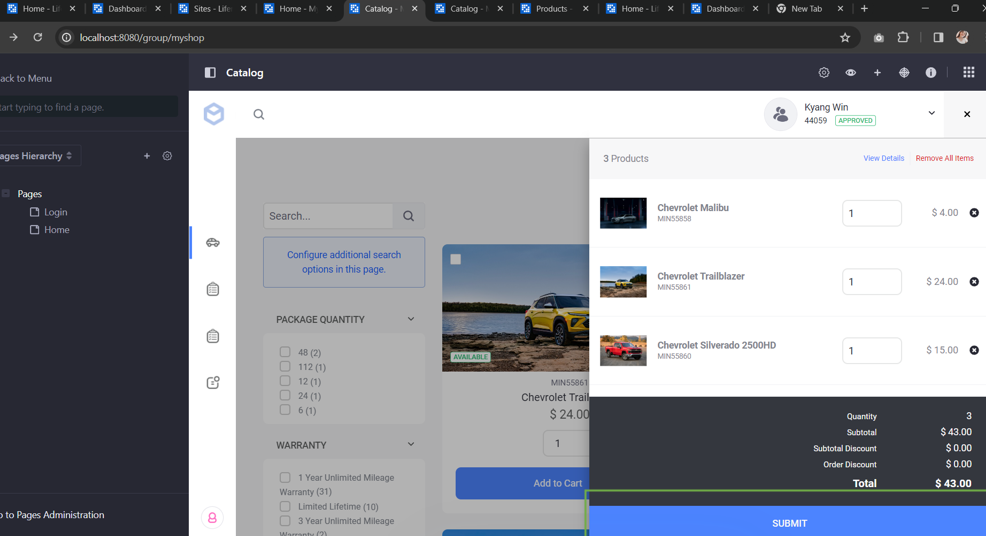 Home - Li
Dashboard
Sites - Life
Home - My
Catalog - M
Catalog - M
Products -
Home - Lif
Dashboard
New Tab
localhost:8080/group/myshop
ack to Menu
Catalog
tart typing to find a page.
Kyang Win
44059 APPROVED
ages Hierarchy
3 Products View Details Remove All Items
Pages
Login
Home
Search...
Configure additional search
options in this page.
PACKAGE QUANTITY
48 (2)
112 (1)
12 (1)
24 (1)
6 (1)
WARRANTY
1 Year Unlimited Mileage
Warranty (31)
Limited Lifetime (10)
3 Year Unlimited Mileage
Warranty (2)
AVAILABLE
MIN55861
Chevrolet Trail
$ 24.00
1
Add to Cart
Chevrolet Malibu
MIN55858
1
$ 4.00
Chevrolet Trailblazer
MIN55861
1
$ 24.00
Chevrolet Silverado 2500HD
MIN55860
1
$ 15.00
Quantity 3
Subtotal $ 43.00
Subtotal Discount $ 0.00
Order Discount $ 0.00
Total $ 43.00
SUBMIT
o to Pages Administration